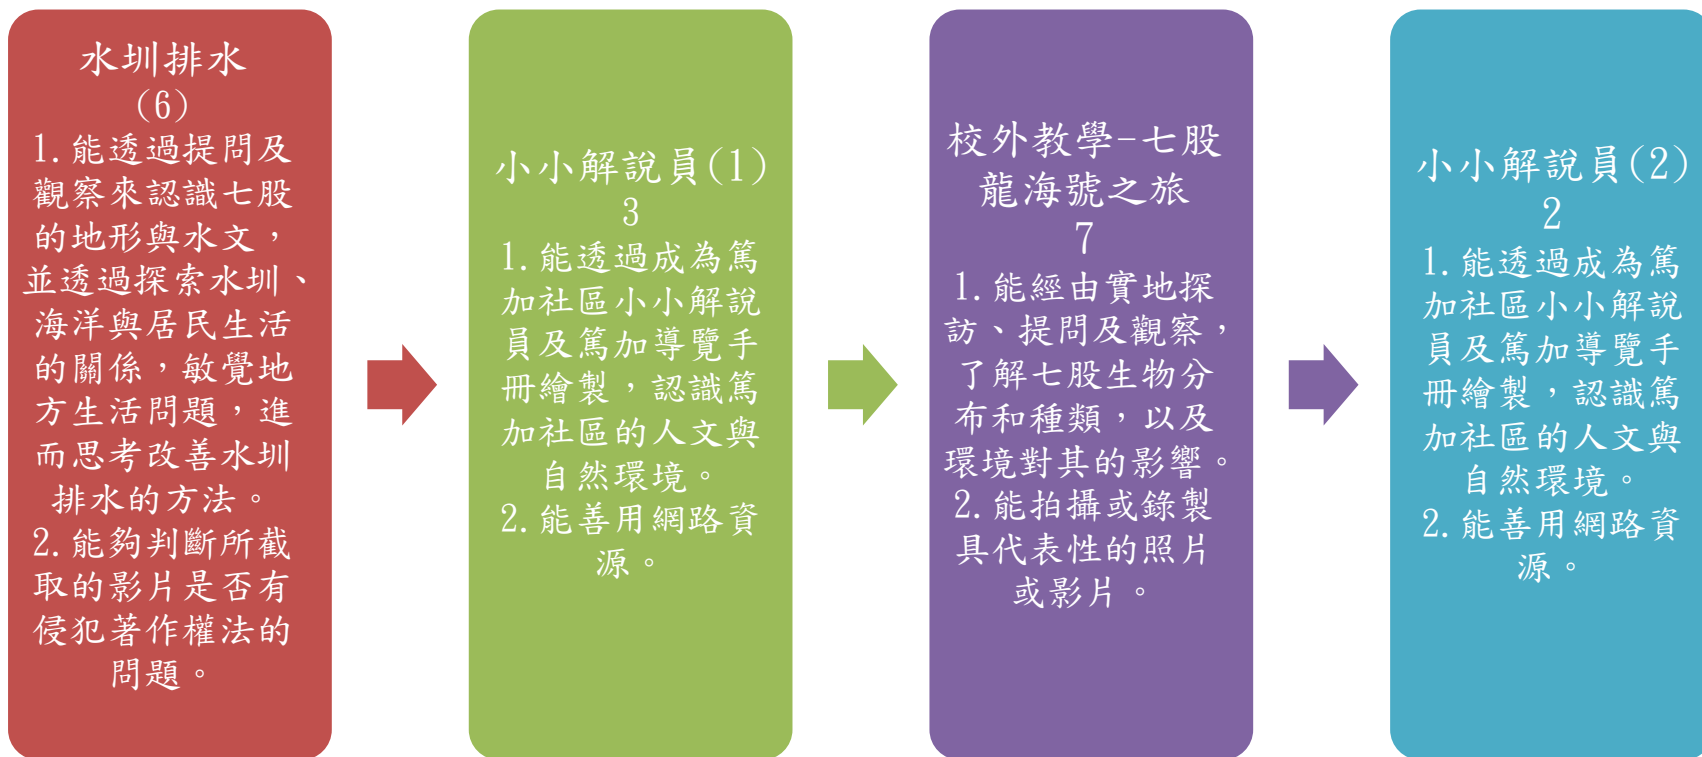 水圳排水
(6)
1.能透過提問及
觀察來認識七股
的地形與水文，
並透過探索水圳、
海洋與居民生活
的關係，敏覺地
方生活問題，進
而思考改善水圳
排水的方法。
2.能夠判斷所截
取的影片是否有
侵犯著作權法的
問題。
小小解說員(1)
3
1.能透過成為篤
加社區小小解說
員及篤加導覽手
冊繪製，認識篤
加社區的人文與
自然環境。
2.能善用網路資
源。
校外教學-七股
龍海號之旅
7
1.能經由實地探
訪、提問及觀察，
了解七股生物分
布和種類，以及
環境對其的影響。
2.能拍攝或錄製
具代表性的照片
或影片。
小小解說員(2)
2
1.能透過成為篤
加社區小小解說
員及篤加導覽手
冊繪製，認識篤
加社區的人文與
自然環境。
2.能善用網路資
源。